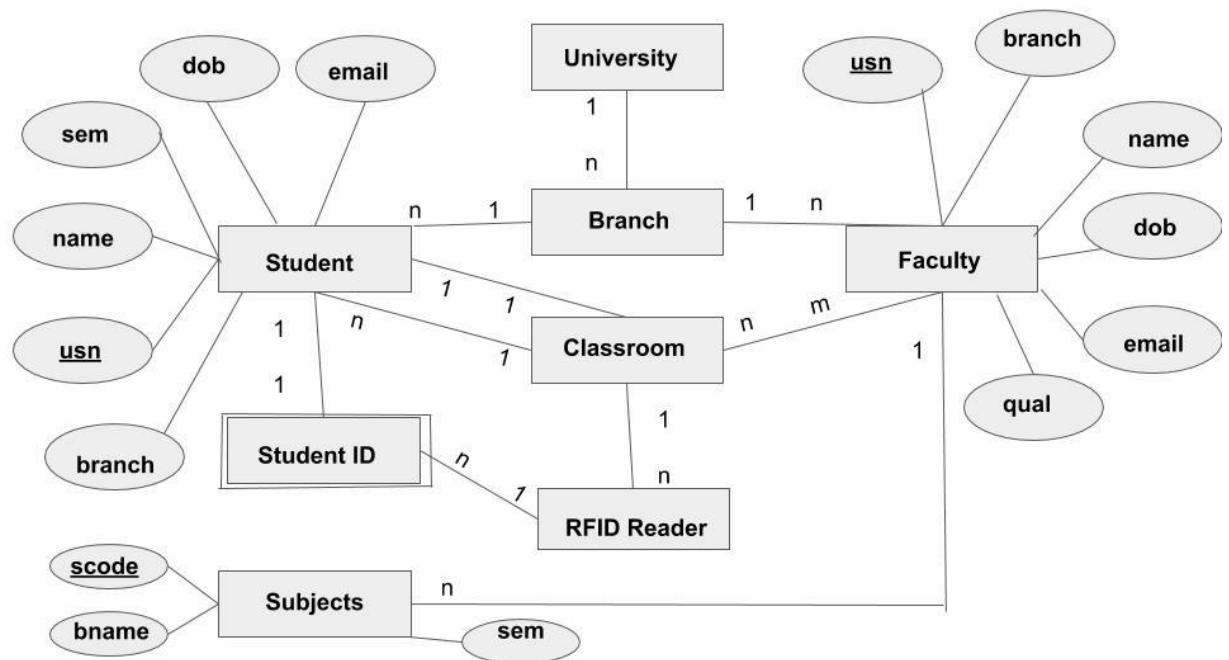 University
usn
branch
dob
email
1
sem
name
n
n
1
Branch
1
n
name
Student
Faculty
dob
1
1
n
m
usn
1
n
1
Classroom
1
email
1
1
qual
branch
Student ID
n
1
n
RFID Reader
scode
Subjects
n
bname
sem